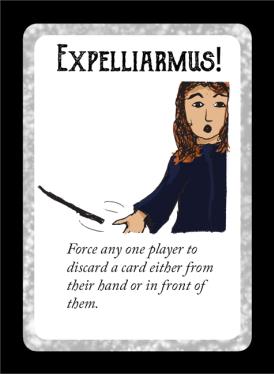 EXPELLIARMUS!
Force any one player to
discard a card either from
their hand or in front of
them.